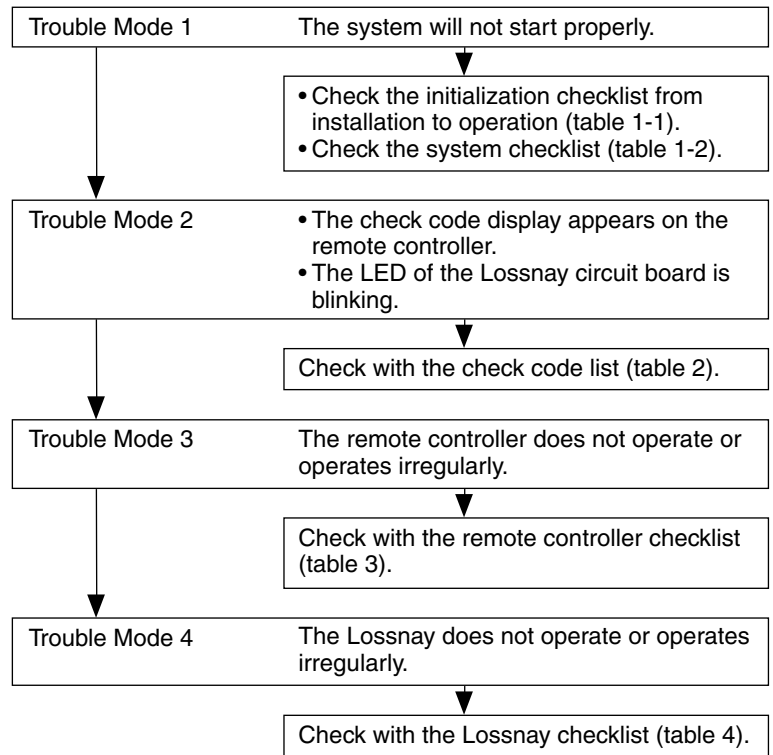 Trouble Mode 1 The system will not start properly.
• Check the initialization checklist from
installation to operation (table 1-1).
• Check the system checklist (table 1-2).
Trouble Mode 2 • The check code display appears on the
remote controller.
• The LED of the Lossnay circuit board is
blinking.
Check with the check code list (table 2).
Trouble Mode 3 The remote controller does not operate or
operates irregularly.
Check with the remote controller checklist
(table 3).
Trouble Mode 4 The Lossnay does not operate or operates
irregularly.
Check with the Lossnay checklist (table 4).